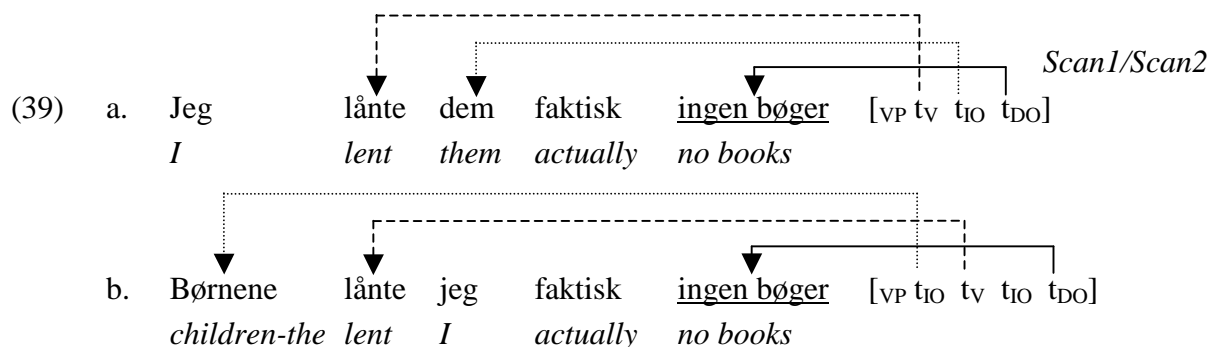 Scan1/Scan2
(39) a. Jeg lånte dem faktisk ingen bøger [VP tV tIO tDO]
I lent them actually no books
b. Børnene lånte jeg faktisk ingen bøger [VP tIO tV tIO tDO]
children-the lent I actually no books